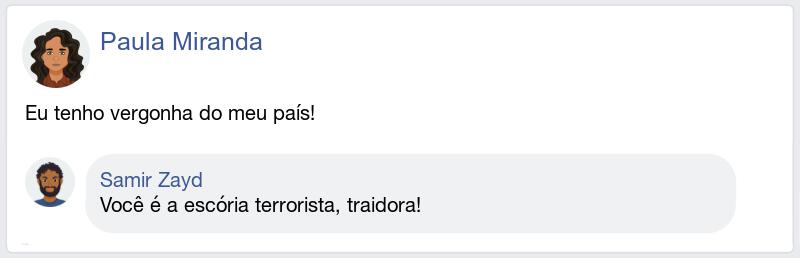 Paula Miranda
Eu tenho vergonha do meu país!
Samir Zayd
Você é a escória terrorista, traidora!